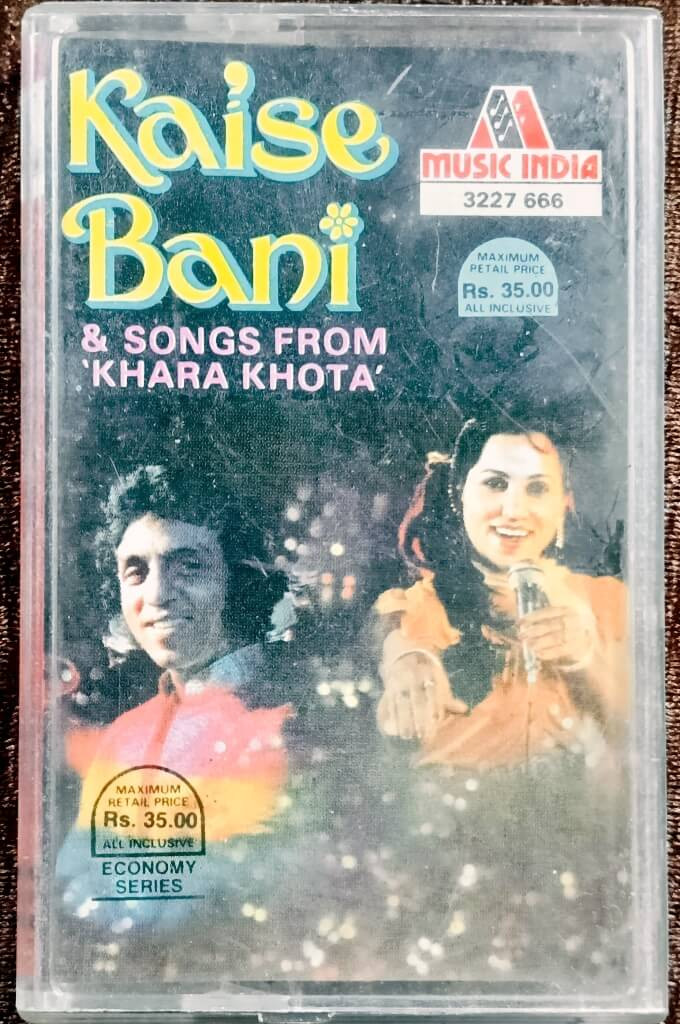 Kaise
Bani
& SONGS FROM
'KHARA KHOTA'
MUSIC INDIA
3227 666
MAXIMUM
RETAIL PRICE
Rs. 35.00
ALL INCLUSIVE
MAXIMUM
RETAIL PRICE
Rs. 35.00
ALL INCLUSIVE
ECONOMY
SERIES